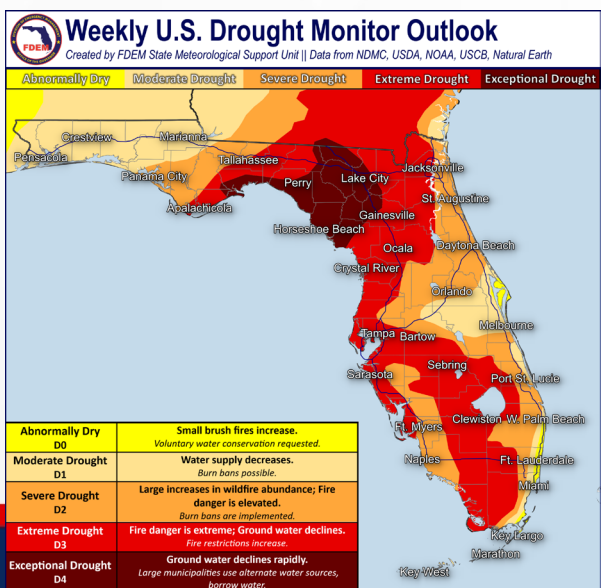 FDEM
Weekly U.S. Drought Monitor Outlook
Created by FDEM State Meteorological Support Unit || Data from NDMC, USDA, NOAA, USCB, Natural Earth
Abnormally Dry
Moderate Drought
Severe Drought
Extreme Drought
Exceptional Drought
Crestview
Marianna
Pensacola
Tallahassee
Panama City
Apalachicola
Perry
Lake City
Jacksonville
St. Augustine
Gainesville
Horseshoe Beach
Ocala
Daytona Beach
Crystal River
Orlando
Melbourne
Tampa
Bartow
Sebring
Sarasota
Port St. Lucie
Clewiston
W. Palm Beach
Ft. Myers
Naples
Ft. Lauderdale
Miami
Key Largo
Marathon
Key West
Abnormally Dry
D0
Small brush fires increase.
Voluntary water conservation requested.
Moderate Drought
D1
Water supply decreases.
Burn bans possible.
Severe Drought
D2
Large increases in wildfire abundance; Fire
danger is elevated.
Burn bans are implemented.
Extreme Drought
D3
Fire danger is extreme; Ground water declines.
Fire restrictions increase.
Exceptional Drought
D4
Ground water declines rapidly.
Large municipalities use alternate water sources,
borrow water.